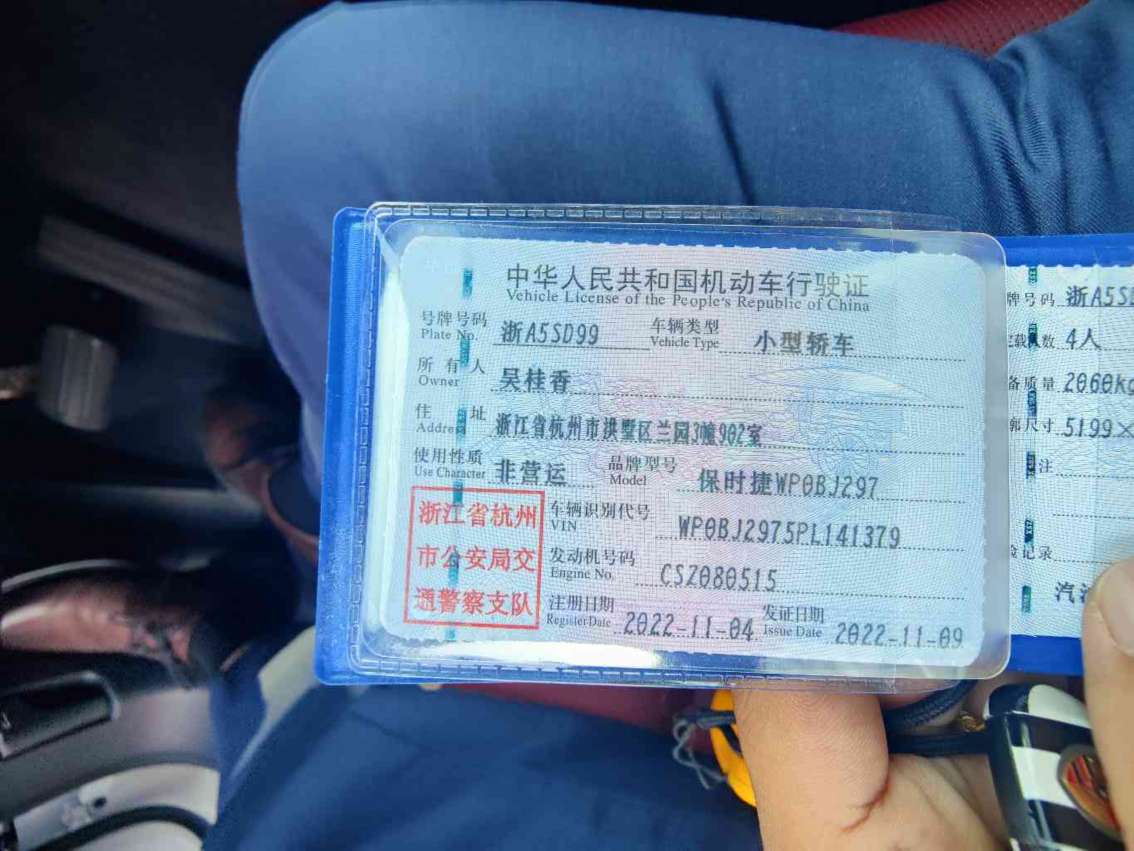 中华人民共和国机动车行驶证
Vehicle License of the People's Republic of China
号牌号码 浙A5SD99 车辆类型 小型轿车
Plate No. Vehicle Type
所有人 吴桂香
Owner
住址 浙江省杭州市拱墅区兰园3幢902室
Address
使用性质 非营运 品牌型号 保时捷WP0BJ297
Use Character Model
浙江省杭州
市公安局交
通警察支队
车辆识别代号 WP0BJ2975PL141379
VIN
发动机号码 CSZ080515
Engine No.
注册日期 2022-11-04 发证日期 2022-11-09
Register Date Issue Date
牌号码 浙A5S
人数 4人
备质量 2060kg
尺寸 5199×
注
记录
汽